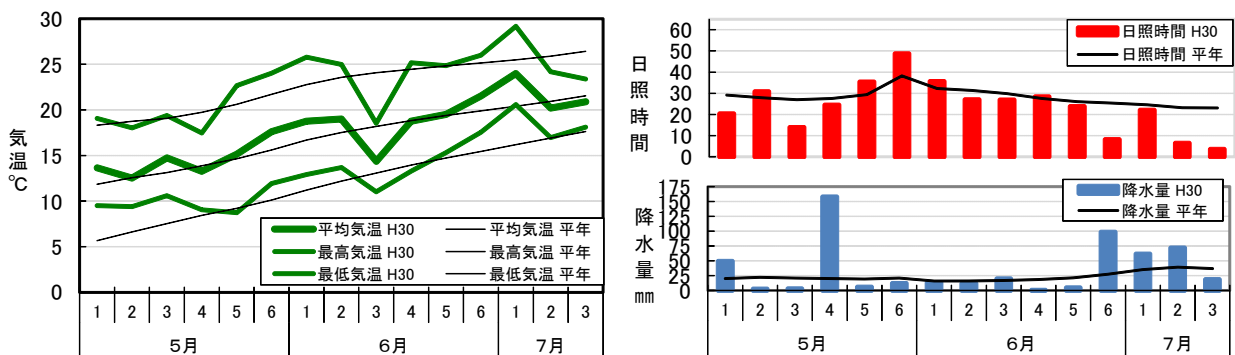 30
25
20
15
10
5
0
気温
℃
平均気温 H30 平均気温 平年
最高気温 H30 最高気温 平年
最低気温 H30 最低気温 平年
1 2 3 4 5 6 1 2 3 4 5 6 1 2 3
5月 6月 7月
60
50
40
30
20
10
0
日照時間
日照時間 H30
日照時間 平年
175
150
125
100
75
50
25
0
降水量
mm
降水量 H30
降水量 平年
1 2 3 4 5 6 1 2 3 4 5 6 1 2 3
5月 6月 7月